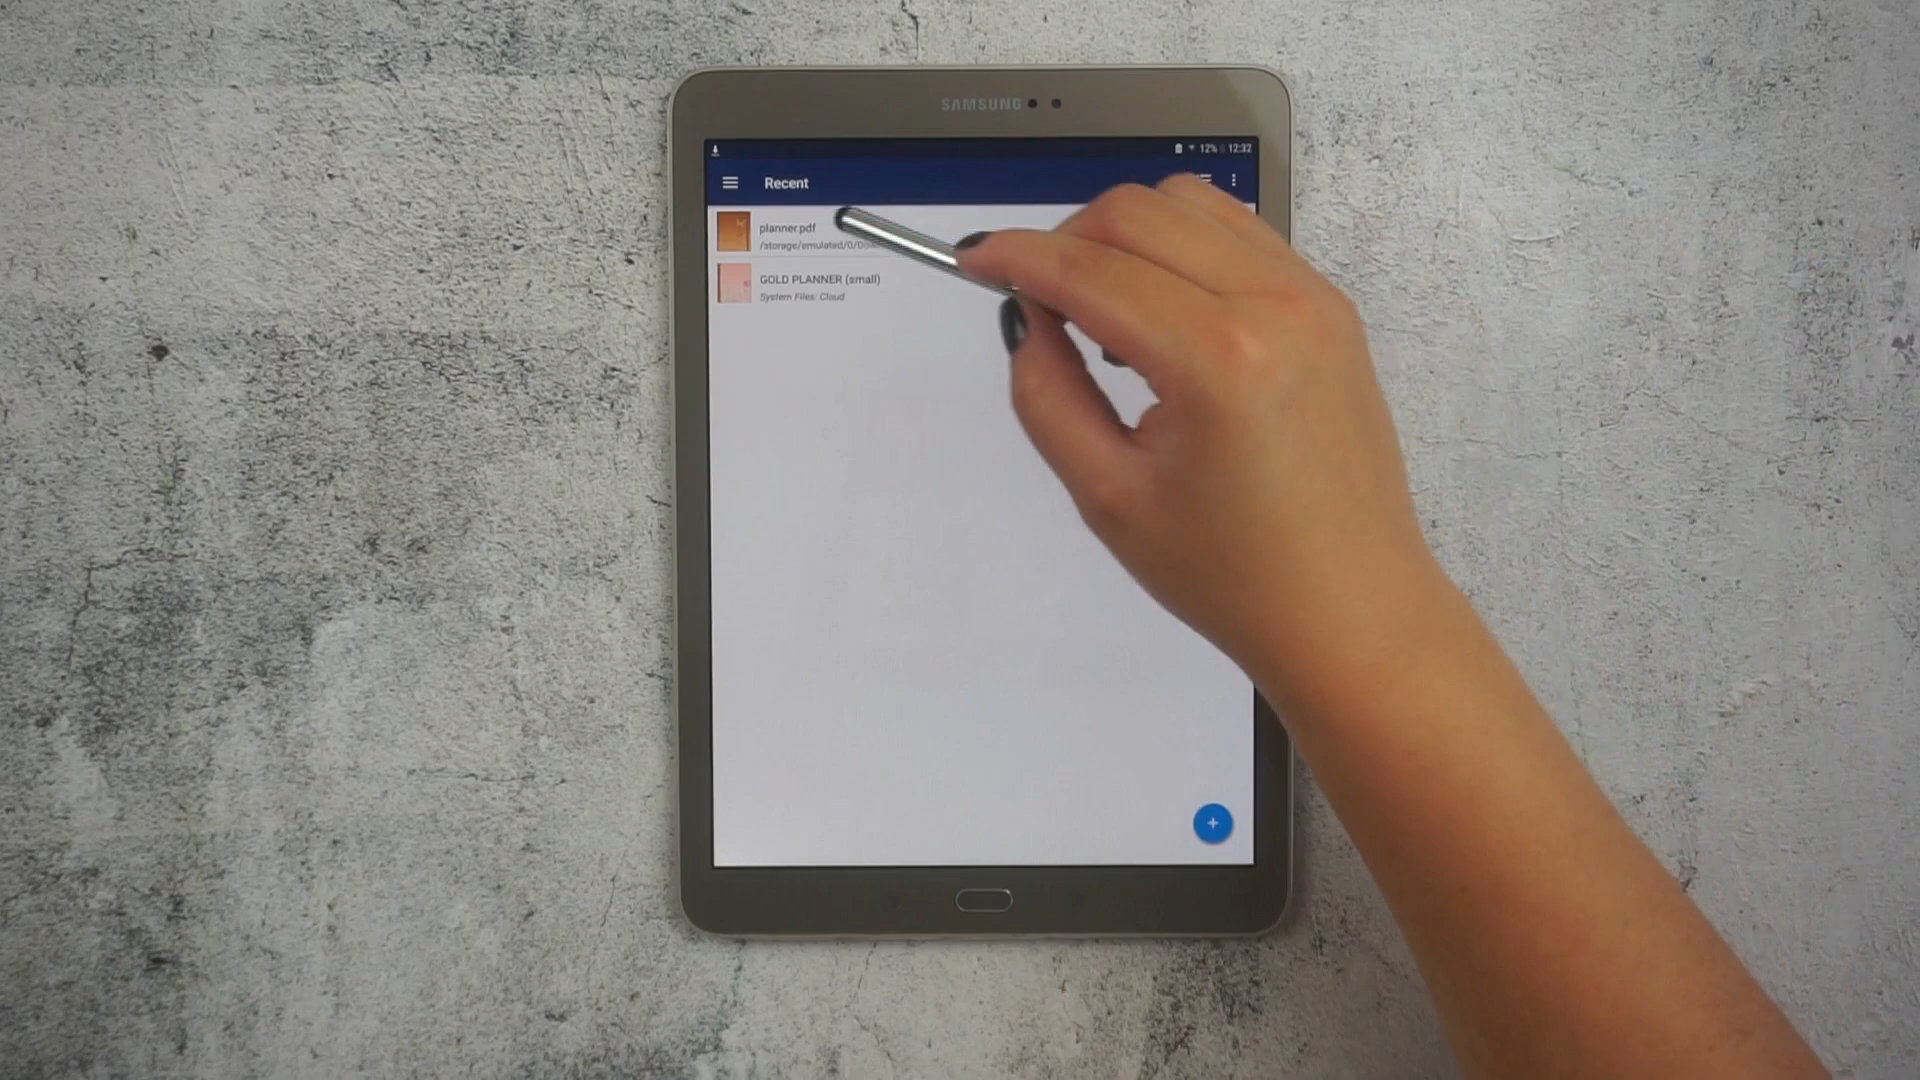 SAMSUNG
12% 12:32
Recent
planner.pdf
/storage/emulated/0/
GOLD PLANNER (small)
System Files: Cloud